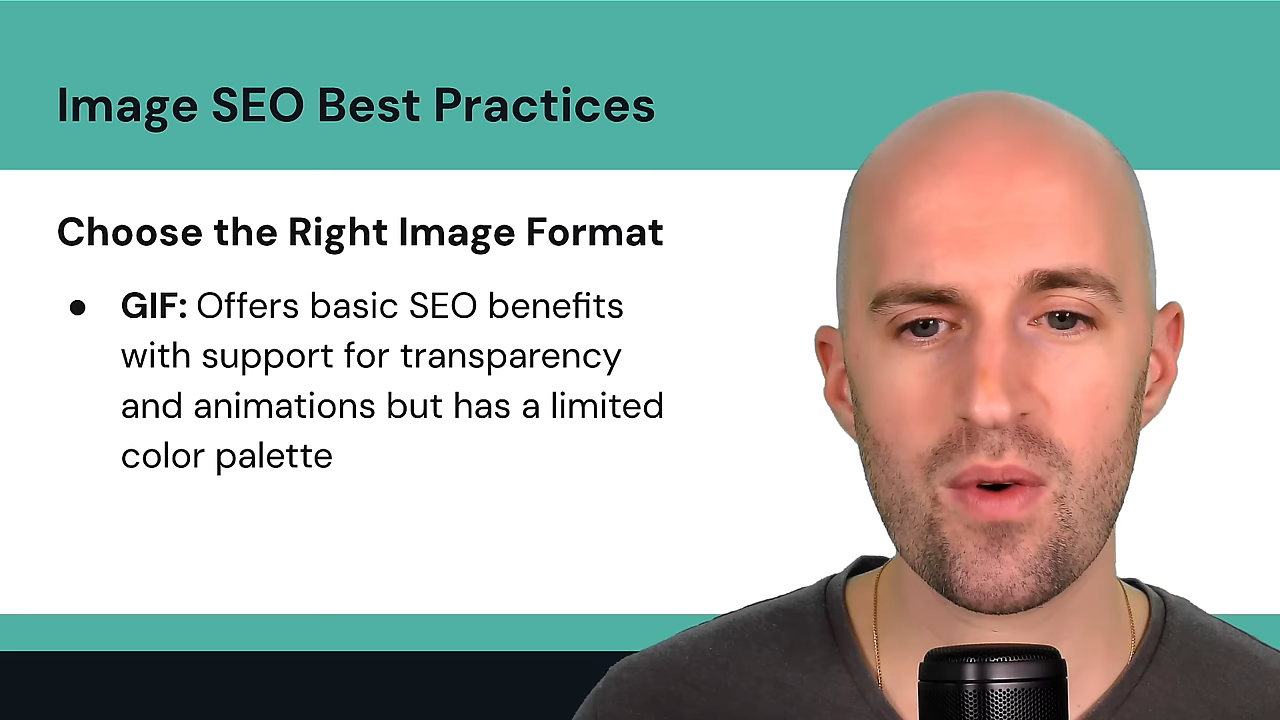 Image SEO Best Practices
Choose the Right Image Format
● GIF: Offers basic SEO benefits
with support for transparency
and animations but has a limited
color palette